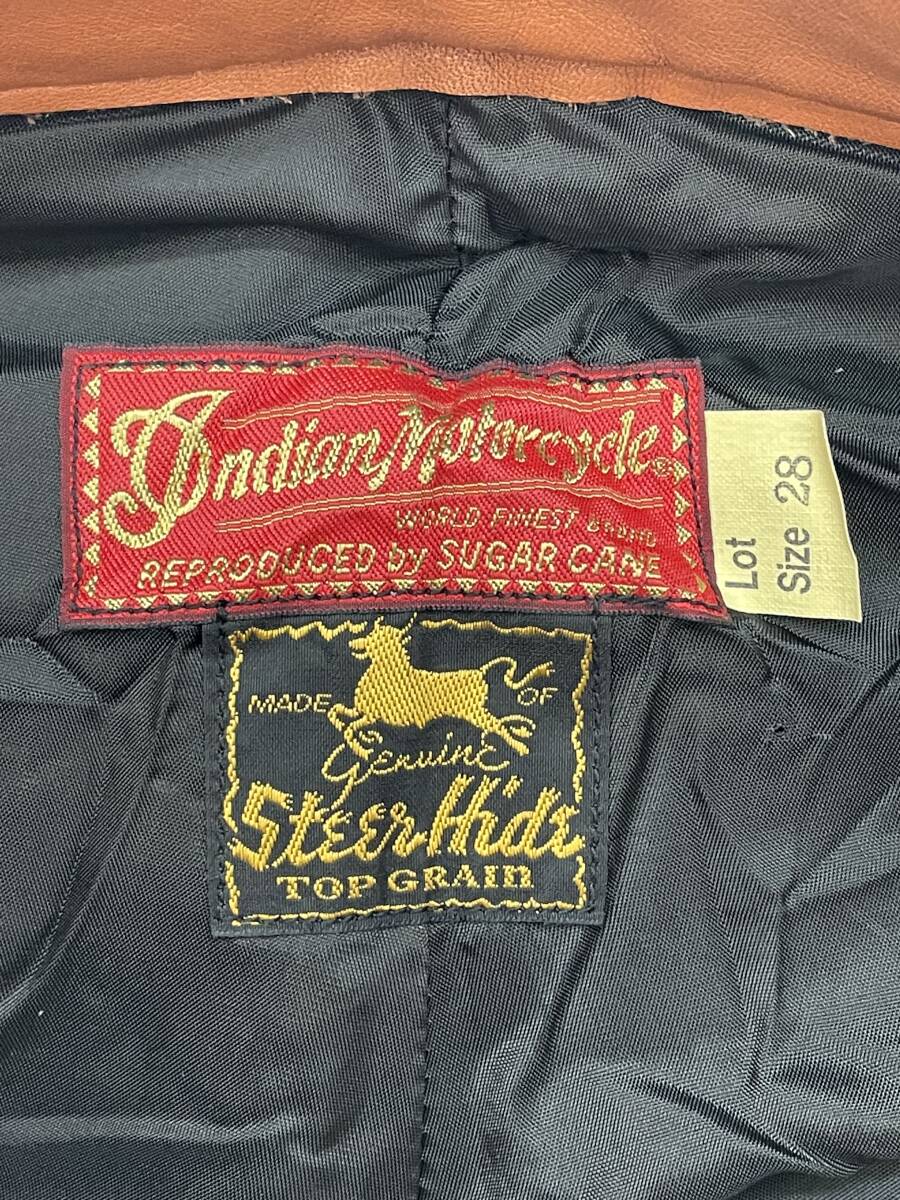 Indian Motorcycle®
WORLD FINEST BRAND
REPRODUCED by SUGAR CANE
Lot
Size 28
MADE OF
Genuine
Steer Hide
TOP GRAIN